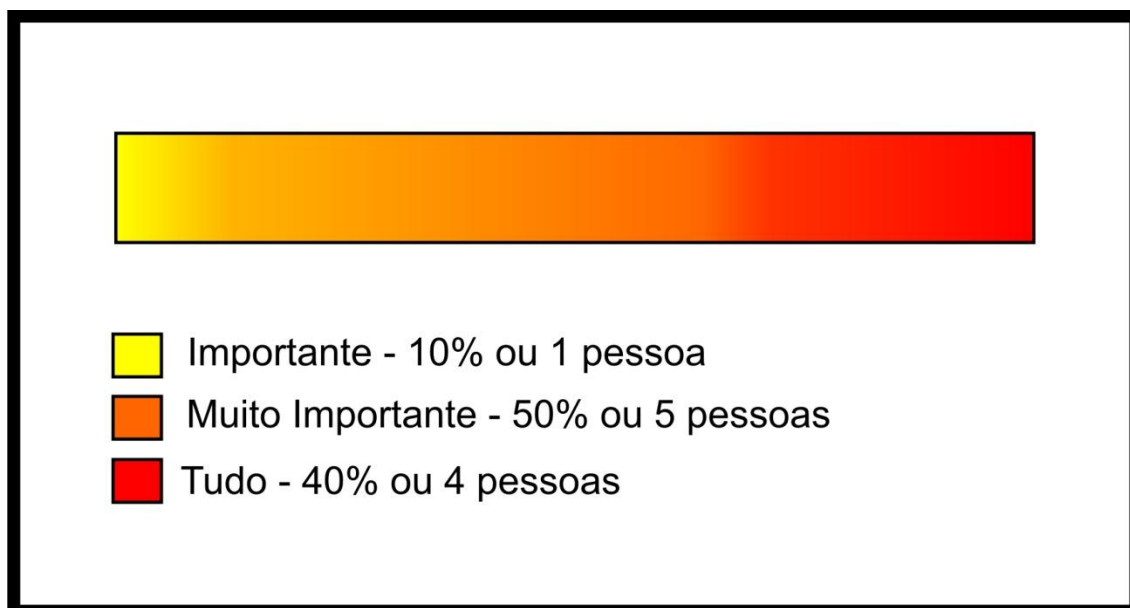 Importante - 10% ou 1 pessoa
Muito Importante - 50% ou 5 pessoas
Tudo - 40% ou 4 pessoas